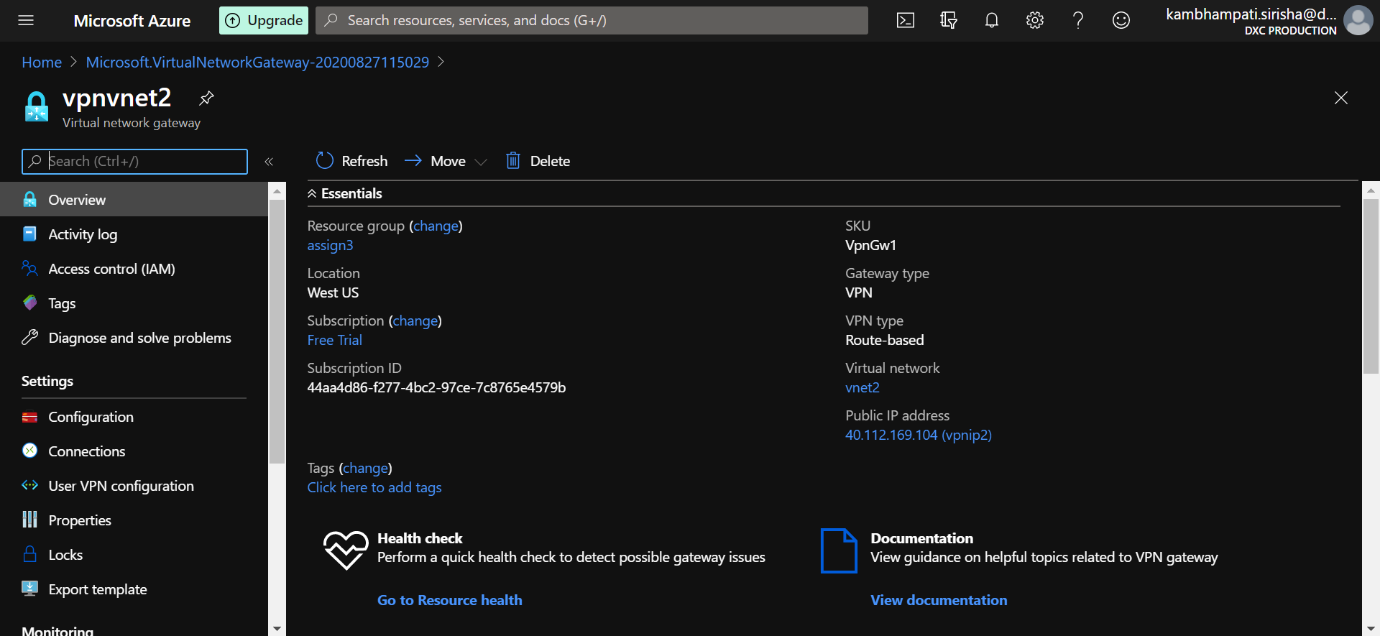 Microsoft Azure
Upgrade
Search resources, services, and docs (G+/)
kambhampati.sirisha@d...
DXC PRODUCTION
Home > Microsoft.VirtualNetworkGateway-20200827115029 >
vpnvnet2
Virtual network gateway
Search (Ctrl+/)
«
Refresh
Move
Delete
Overview
Activity log
Access control (IAM)
Tags
Diagnose and solve problems
Settings
Configuration
Connections
User VPN configuration
Properties
Locks
Export template
Monitoring
Essentials
Resource group (change)
assign3
Location
West US
Subscription (change)
Free Trial
Subscription ID
44aa4d86-f277-4bc2-97ce-7c8765e4579b
SKU
VpnGw1
Gateway type
VPN
VPN type
Route-based
Virtual network
vnet2
Public IP address
40.112.169.104 (vpnip2)
Tags (change)
Click here to add tags
Health check
Perform a quick health check to detect possible gateway issues
Go to Resource health
Documentation
View guidance on helpful topics related to VPN gateway
View documentation